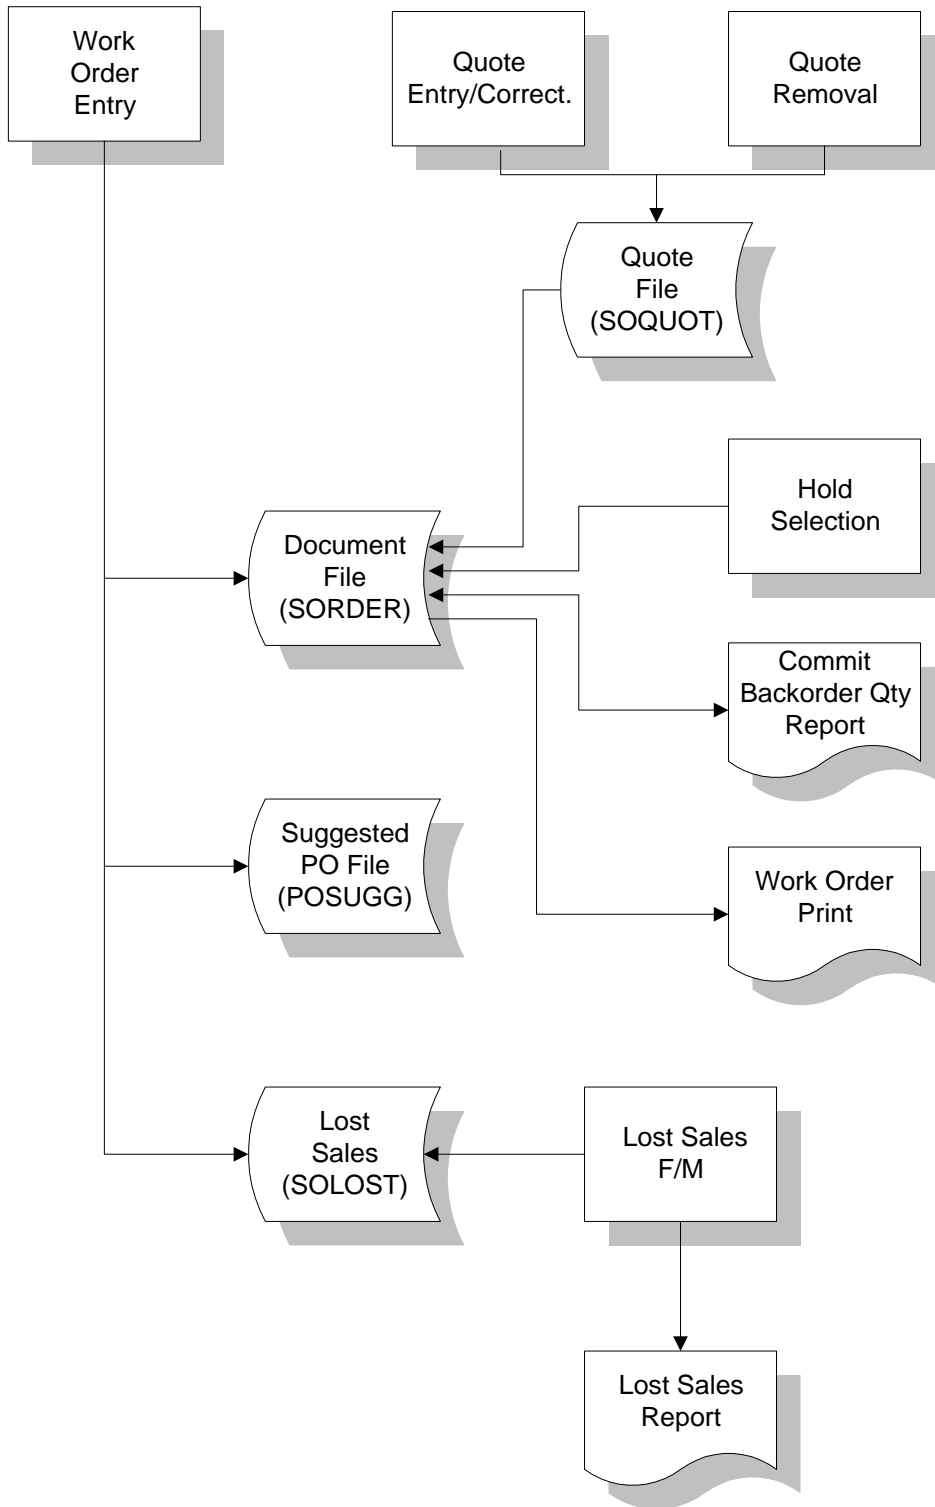 Work
Order
Entry
Quote
Entry/Correct.
Quote
Removal
Quote
File
(SOQUOT)
Hold
Selection
Document
File
(SORDER)
Commit
Backorder Qty
Report
Suggested
PO File
(POSUGG)
Work Order
Print
Lost
Sales
(SOLOST)
Lost Sales
F/M
Lost Sales
Report